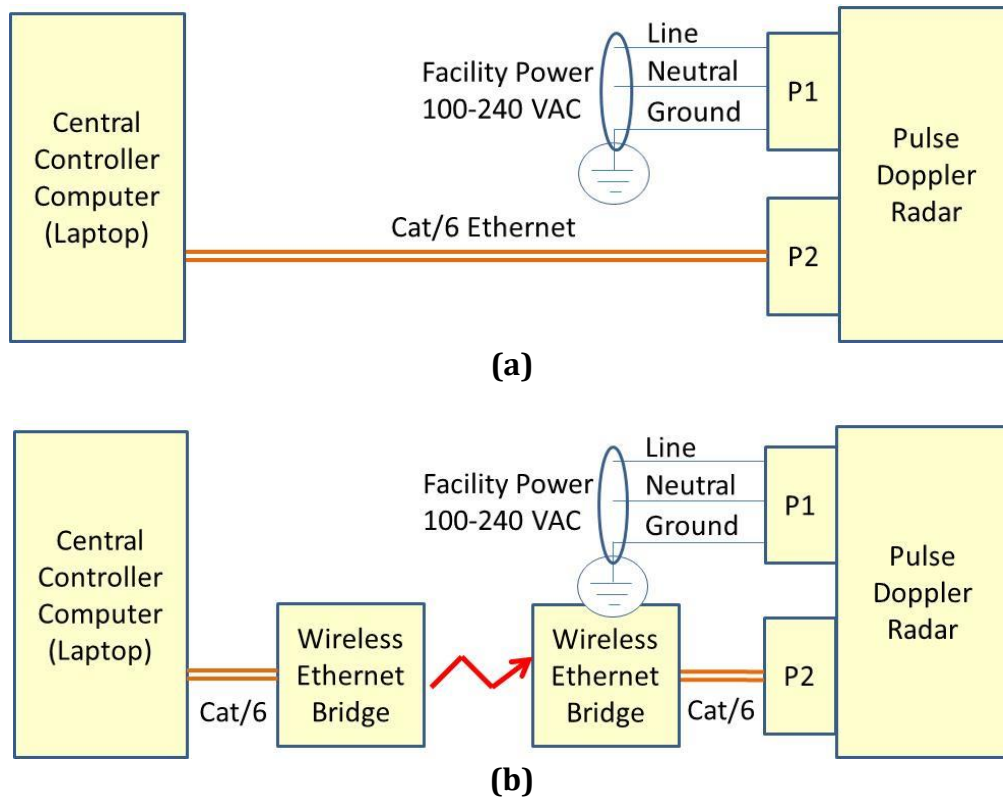 Central
Controller
Computer
(Laptop)
Facility Power
100-240 VAC
Line
Neutral
Ground
P1
Pulse
Doppler
Radar
Cat/6 Ethernet
P2
(a)
Central
Controller
Computer
(Laptop)
Facility Power
100-240 VAC
Line
Neutral
Ground
P1
Pulse
Doppler
Radar
Cat/6
Wireless
Ethernet
Bridge
Wireless
Ethernet
Bridge
Cat/6
P2
(b)